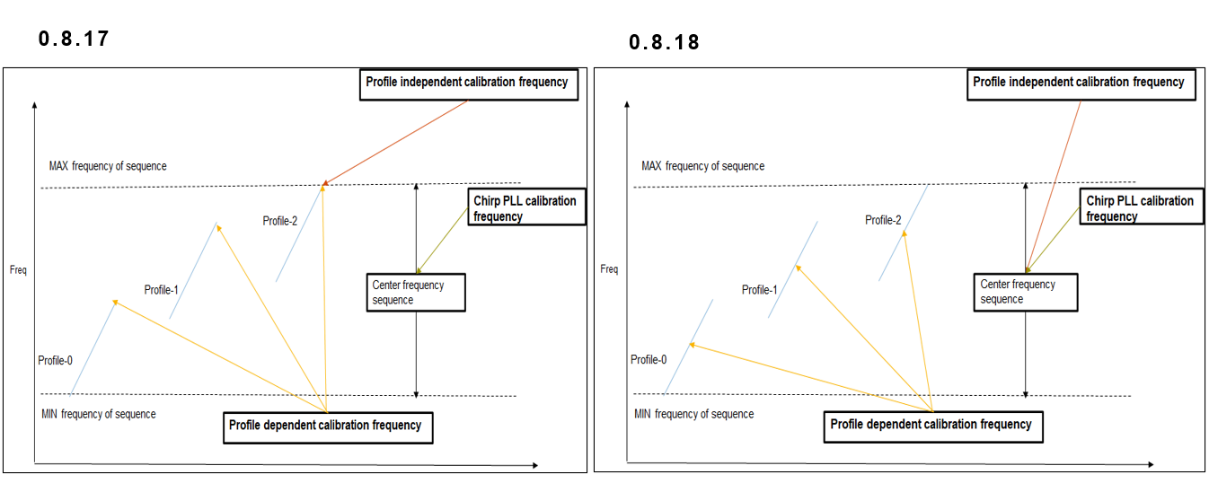 0.8.17
Profile independent calibration frequency
MAX frequency of sequence
Chirp PLL calibration
frequency
Profile-2
Freq
Profile-1
Center frequency
sequence
Profile-0
MIN frequency of sequence
Profile dependent calibration frequency
0.8.18
Profile independent calibration frequency
MAX frequency of sequence
Chirp PLL calibration
frequency
Profile-2
Freq
Profile-1
Center frequency
sequence
Profile-0
MIN frequency of sequence
Profile dependent calibration frequency